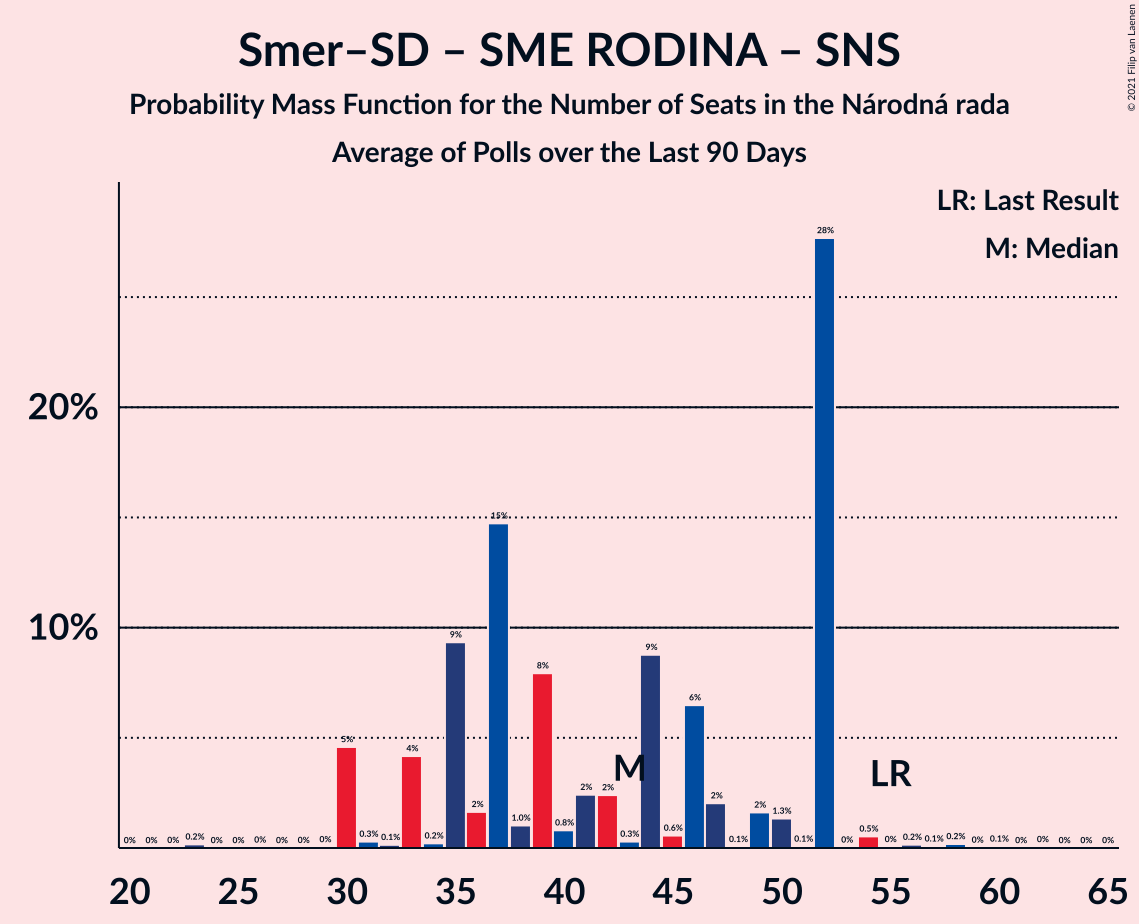 Smer–SD – SME RODINA – SNS
Probability Mass Function for the Number of Seats in the Národná rada
Average of Polls over the Last 90 Days
© 2021 Filip van Laenen
LR: Last Result
M: Median
28%
20%
15%
10%
9%
9%
8%
6%
5%
4%
M
LR
2%
2%
2%
2%
2%
1.3%
1.0%
0.8%
0.6%
0.5%
0% 0% 0% 0.2% 0% 0% 0% 0% 0% 0% 0.3% 0.1% 0.2% 0.3% 0.1% 0.1% 0% 0% 0.2% 0.1% 0.2% 0% 0.1% 0% 0% 0% 0% 0%
20 25 30 35 40 45 50 55 60 65